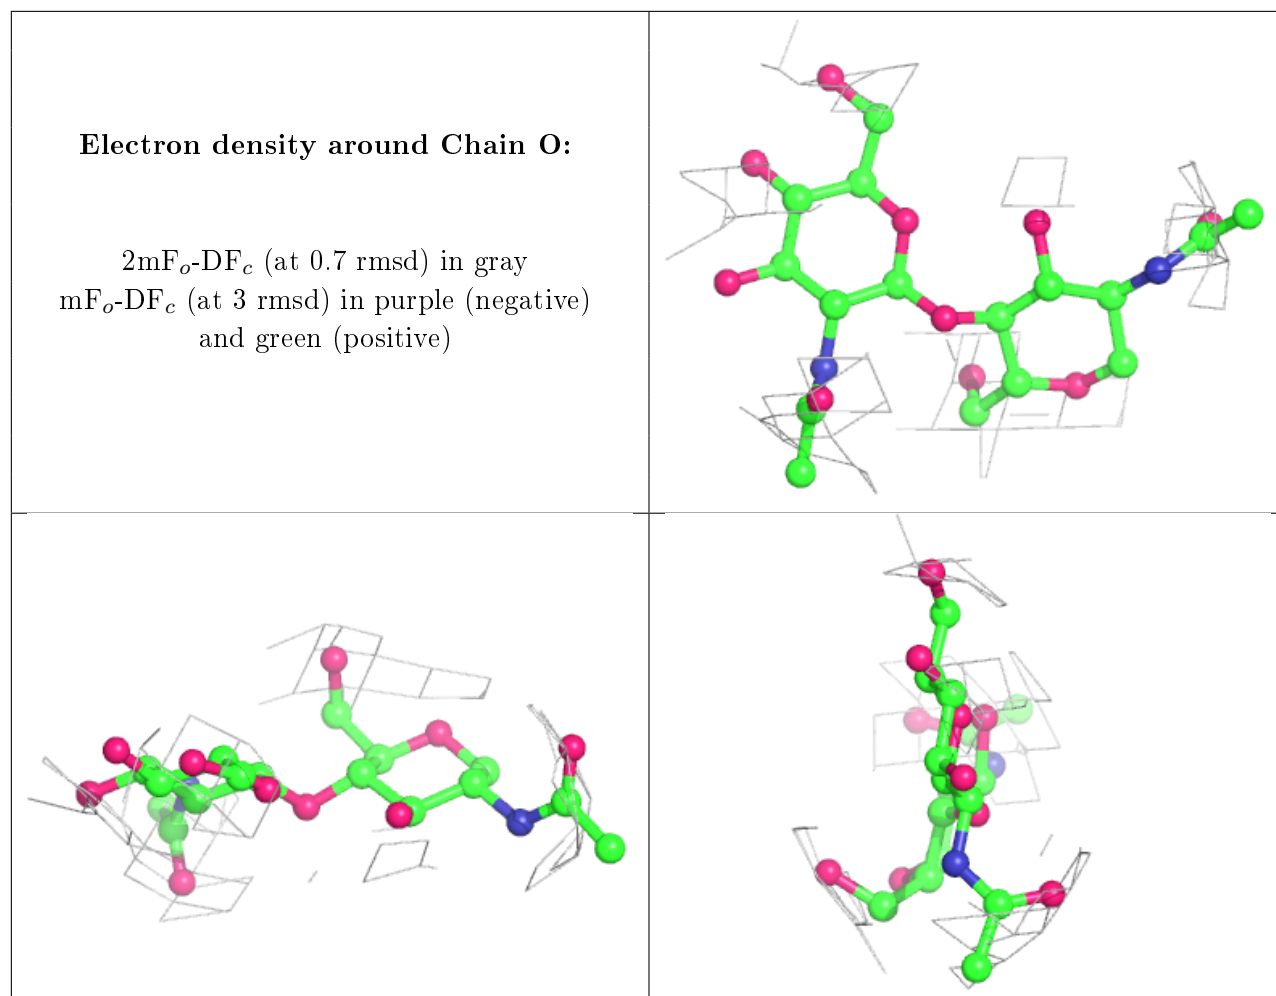 Electron density around Chain O:
2mFo-DFc (at 0.7 rmsd) in gray
mFo-DFc (at 3 rmsd) in purple (negative)
and green (positive)